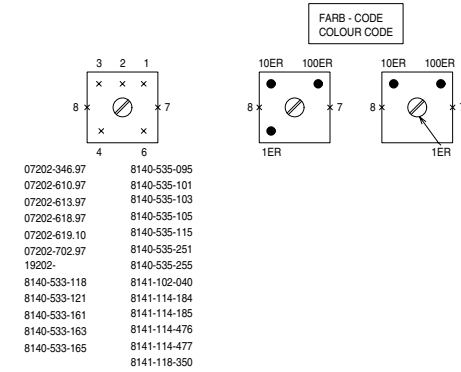 FARB - CODE
COLOUR CODE
3 2 1
10ER 100ER
10ER 100ER
8 7
8 7
8
4 6
1ER
1ER
07202-346.97 8140-535-095
07202-610.97 8140-535-101
07202-613.97 8140-535-103
07202-618.97 8140-535-105
07202-619.10 8140-535-115
07202-702.97 8140-535-251
19202- 8140-535-255
8140-533-118 8141-102-040
8140-533-121 8141-114-184
8140-533-161 8141-114-185
8140-533-163 8141-114-476
8140-533-165 8141-114-477
8141-118-350